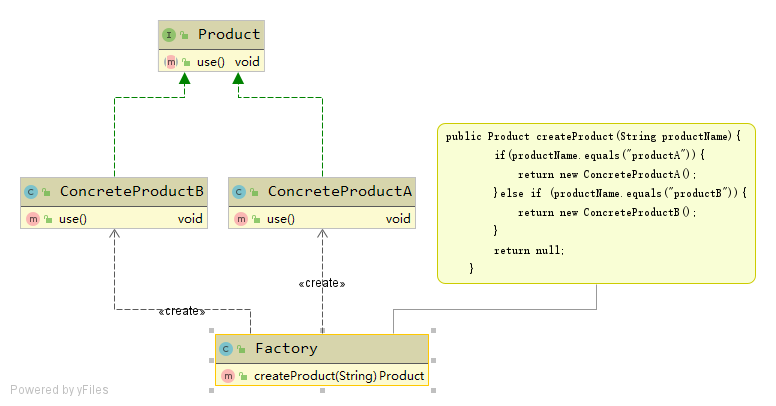 I Product
m use() void
C ConcreteProductB
m use() void
C ConcreteProductA
m use() void
public Product createProduct(String productName){
if(productName.equals("productA")){
return new ConcreteProductA();
}else if (productName.equals("productB")){
return new ConcreteProductB();
}
return null;
}
«create»
«create»
C Factory
m createProduct(String) Product
Powered by yFiles